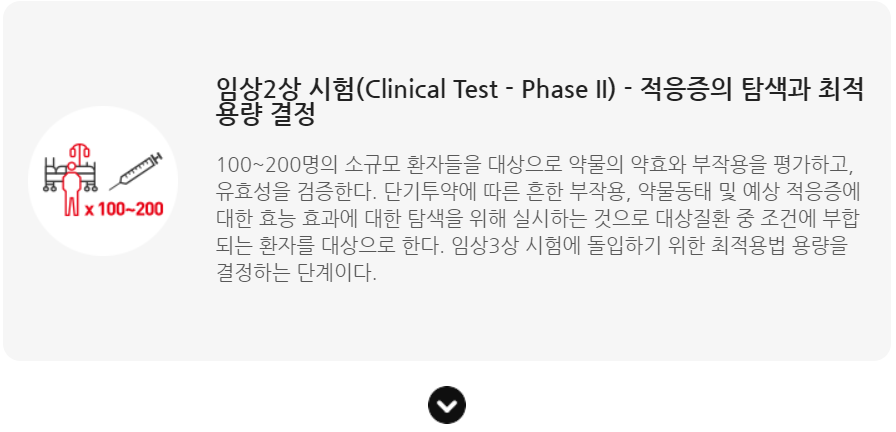 임상2상 시험(Clinical Test - Phase II) - 적응증의 탐색과 최적
용량 결정
100~200명의 소규모 환자들을 대상으로 약물의 약효와 부작용을 평가하고,
유효성을 검증한다. 단기투약에 따른 흔한 부작용, 약물동태 및 예상 적응증에
대한 효능 효과에 대한 탐색을 위해 실시하는 것으로 대상질환 중 조건에 부합
되는 환자를 대상으로 한다. 임상3상 시험에 돌입하기 위한 최적용법 용량을
결정하는 단계이다.
x 100~200